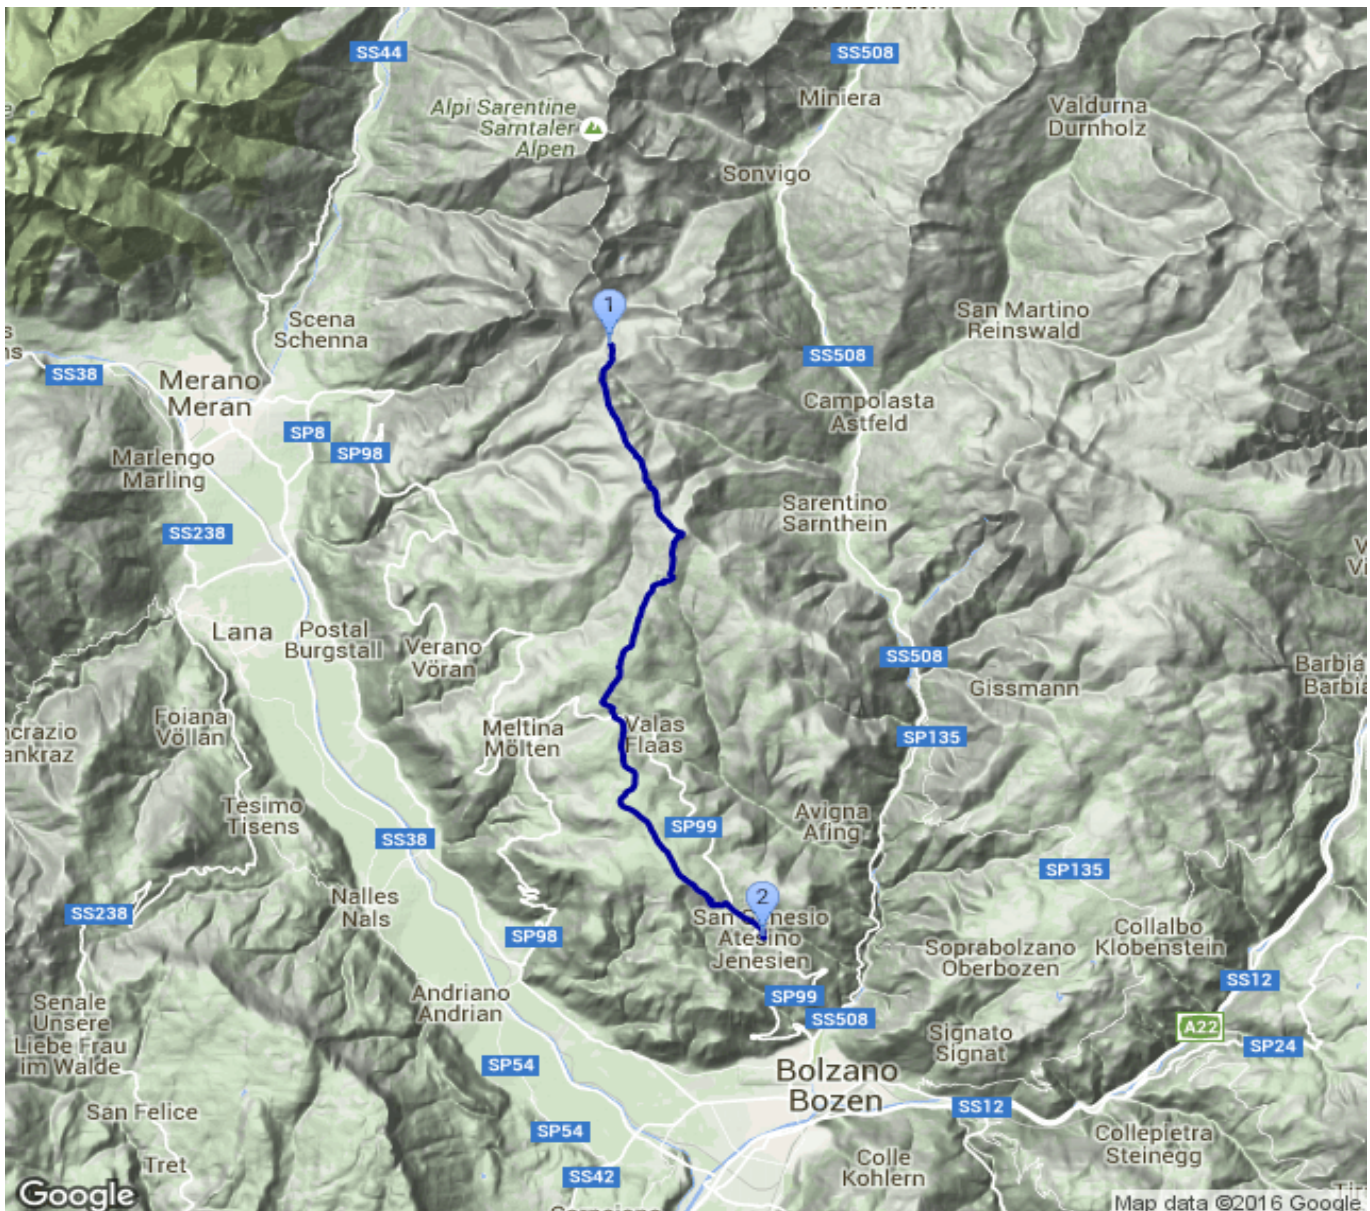 SS44
SS508
Miniera
Alpi Sarentine
Sarntaler
Alpen
Valdurna
Durnholz
Sonvigo
1
Scena
Schenna
San Martino
Reinswald
SS508
SS38
Merano
Meran
Campolasta
Astfeld
SP8
SP98
Marlengo
Marling
Sarentino
Sarnthein
SS238
Lana
Postal
Burgstall
Verano
Vöran
SS508
Gissmann
Barbia
Barbia
Foiana
Völlan
Meltina
Mölten
Valas
Flaas
SP135
ncrazio
ankraz
Tesimo
Tisens
Avigna
Afing
SP99
SS38
SP135
Nalles
Nals
2
SS238
San Genesio
Atesino
Jenesien
SP98
Collalbo
Klobenstein
Soprabolzano
Oberbozen
SS12
Andriano
Andrian
SP99
SS508
Senale
Unsere
Liebe Frau
im Walde
Signato
Signat
A22
SP24
SP54
Bolzano
Bozen
SS12
San Felice
SP54
Collepietra
Steinegg
Tret
SS42
Colle
Kohlern
Google
Map data ©2016 Google